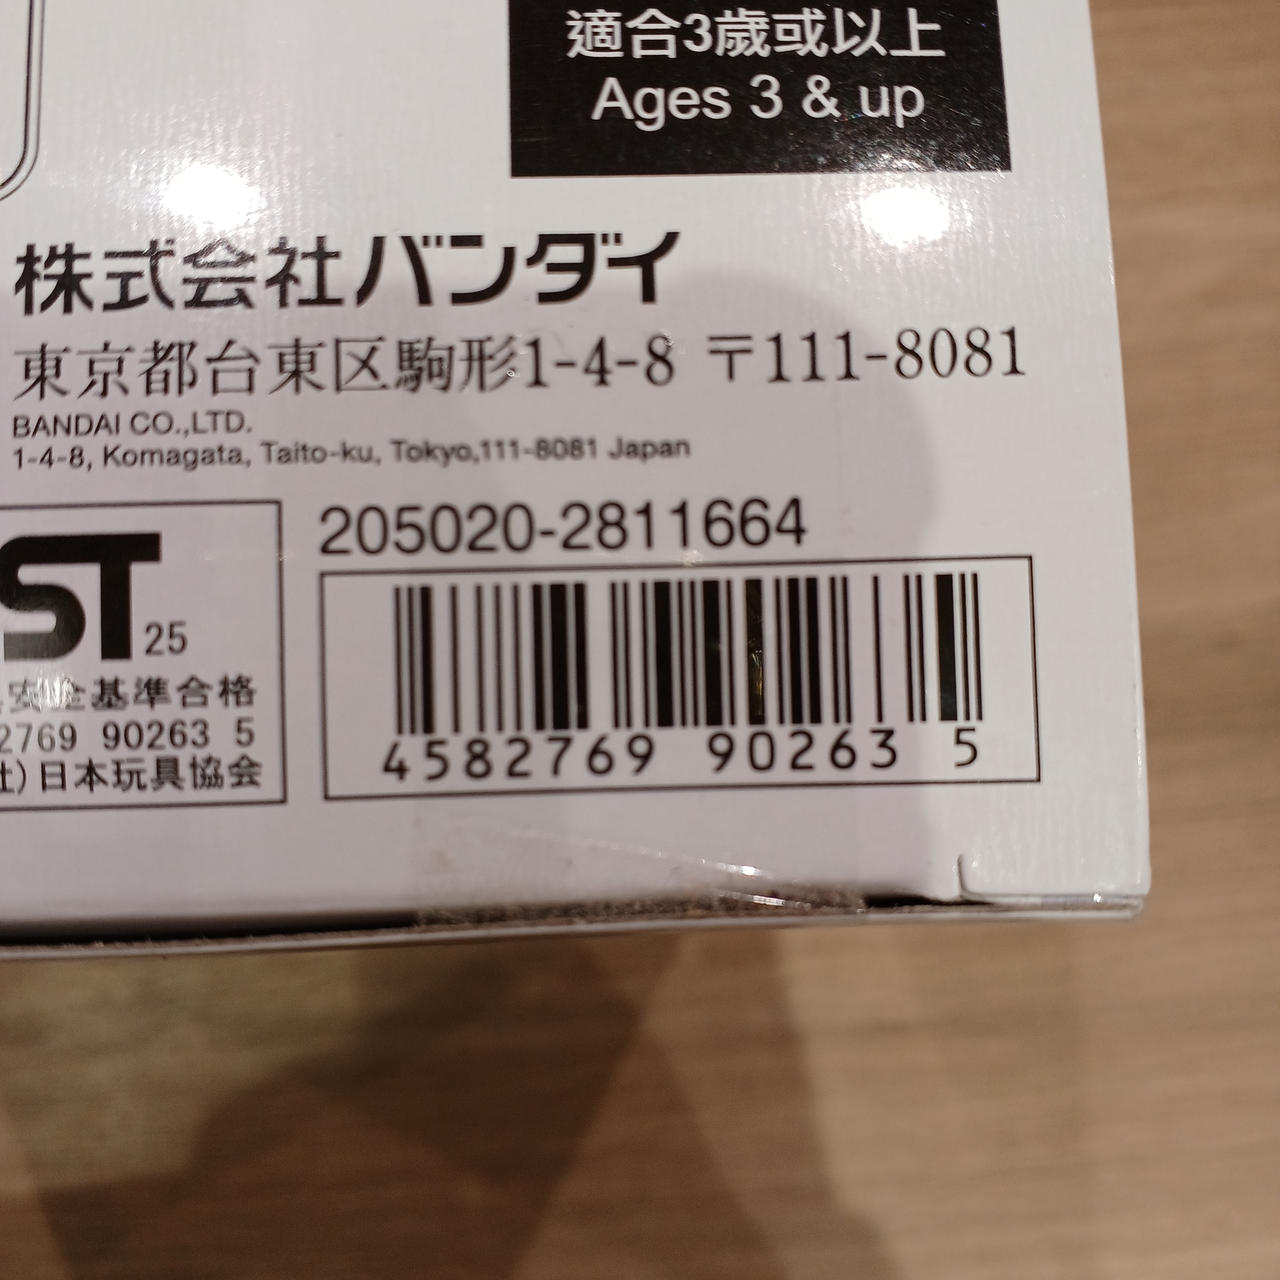 適合3歲或以上
Ages 3 & up
株式会社バンダイ
東京都台東区駒形1-4-8 〒111-8081
BANDAI CO.,LTD.
1-4-8, Komagata, Taito-ku, Tokyo,111-8081 Japan
205020-2811664
4582769 90263 5
ST 25
安全基準合格
2769 90263 5
社)日本玩具協会